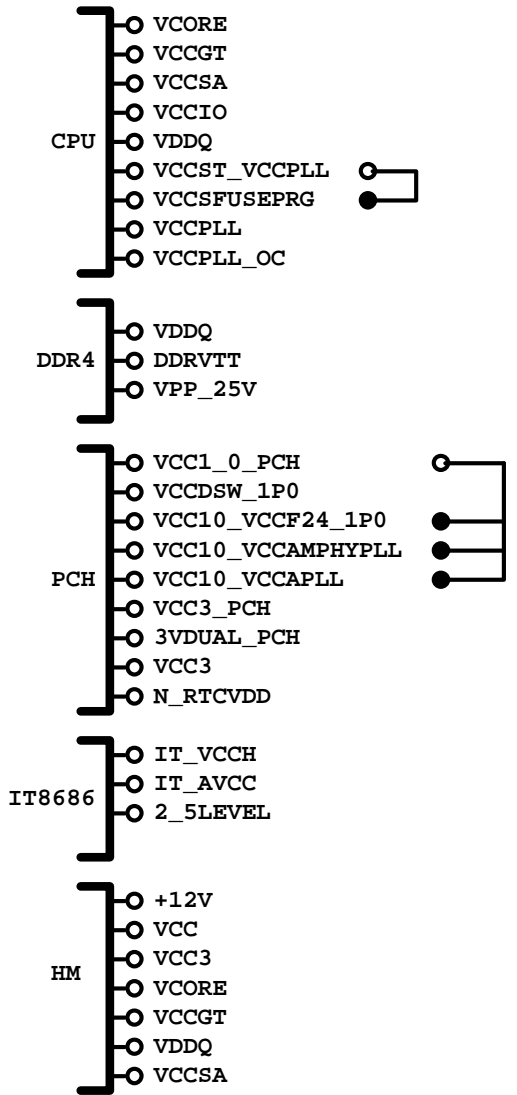 VCORE
VCCGT
VCCSA
VCCIO
CPU VDDQ
VCCST_VCCPLL
VCCSFUSEPRG
VCCPLL
VCCPLL_OC
VDDQ
DDR4 DDRVTT
VPP_25V
VCC1_0_PCH
VCCDSW_1P0
VCC10_VCCF24_1P0
VCC10_VCCAMPHYPLL
PCH VCC10_VCCAPLL
VCC3_PCH
3VDUAL_PCH
VCC3
N_RTCVDD
IT_VCCH
IT_AVCC
IT8686 2_5LEVEL
+12V
VCC
VCC3
HM
VCORE
VCCGT
VDDQ
VCCSA